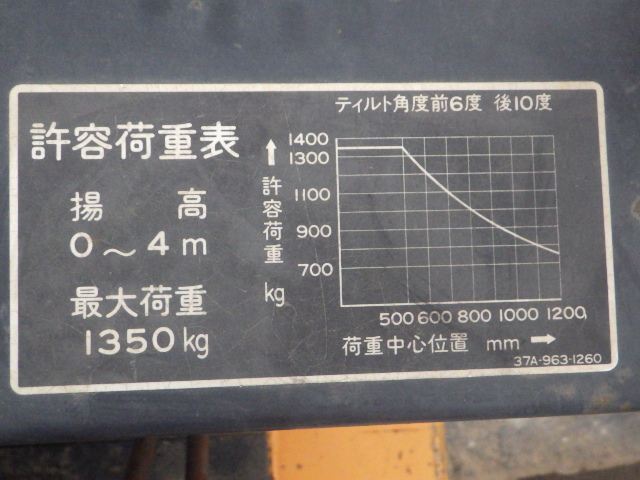 ティルト角度前6度 後10度
許容荷重表
揚 高
0～4m
最大荷重
1350kg
1400
1300
1100
900
700
許容荷重
kg
500 600 800 1000 1200
荷重中心位置 mm →
37A-963-1260